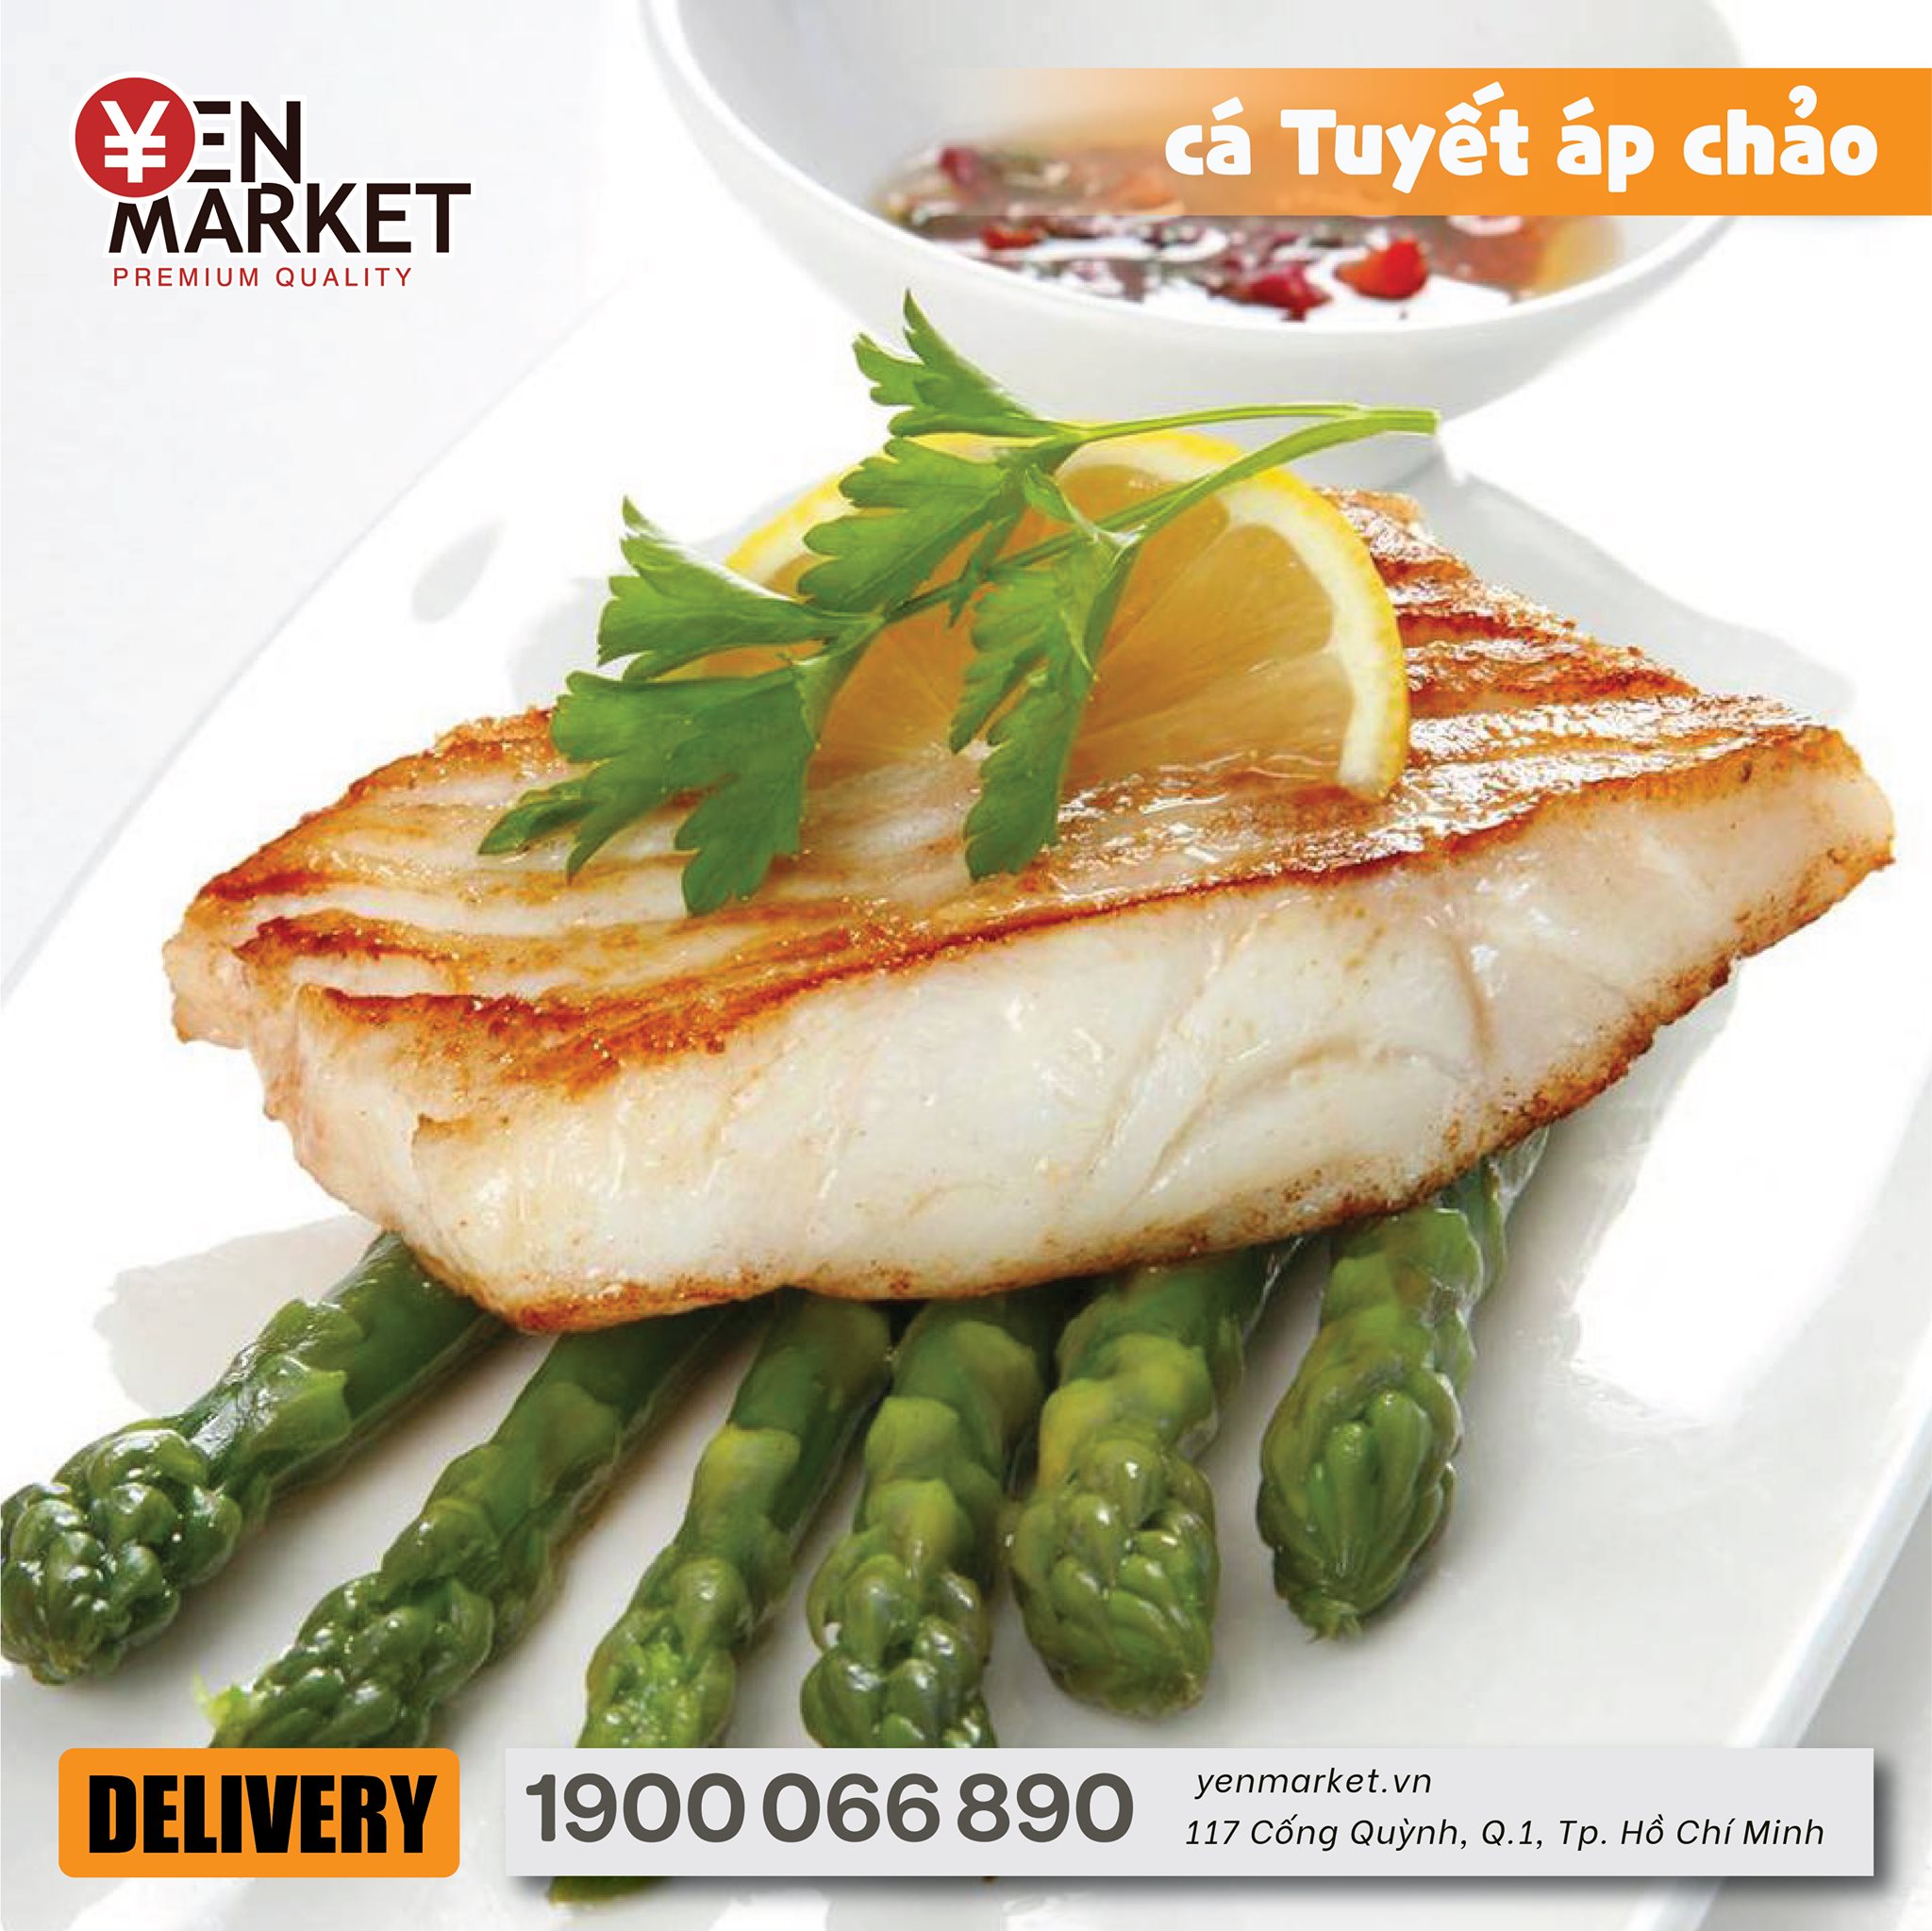 ¥EN
MARKET
PREMIUM QUALITY
cá Tuyết áp chảo
DELIVERY
1900 066 890
yenmarket.vn
117 Cống Quỳnh, Q.1, Tp. Hồ Chí Minh